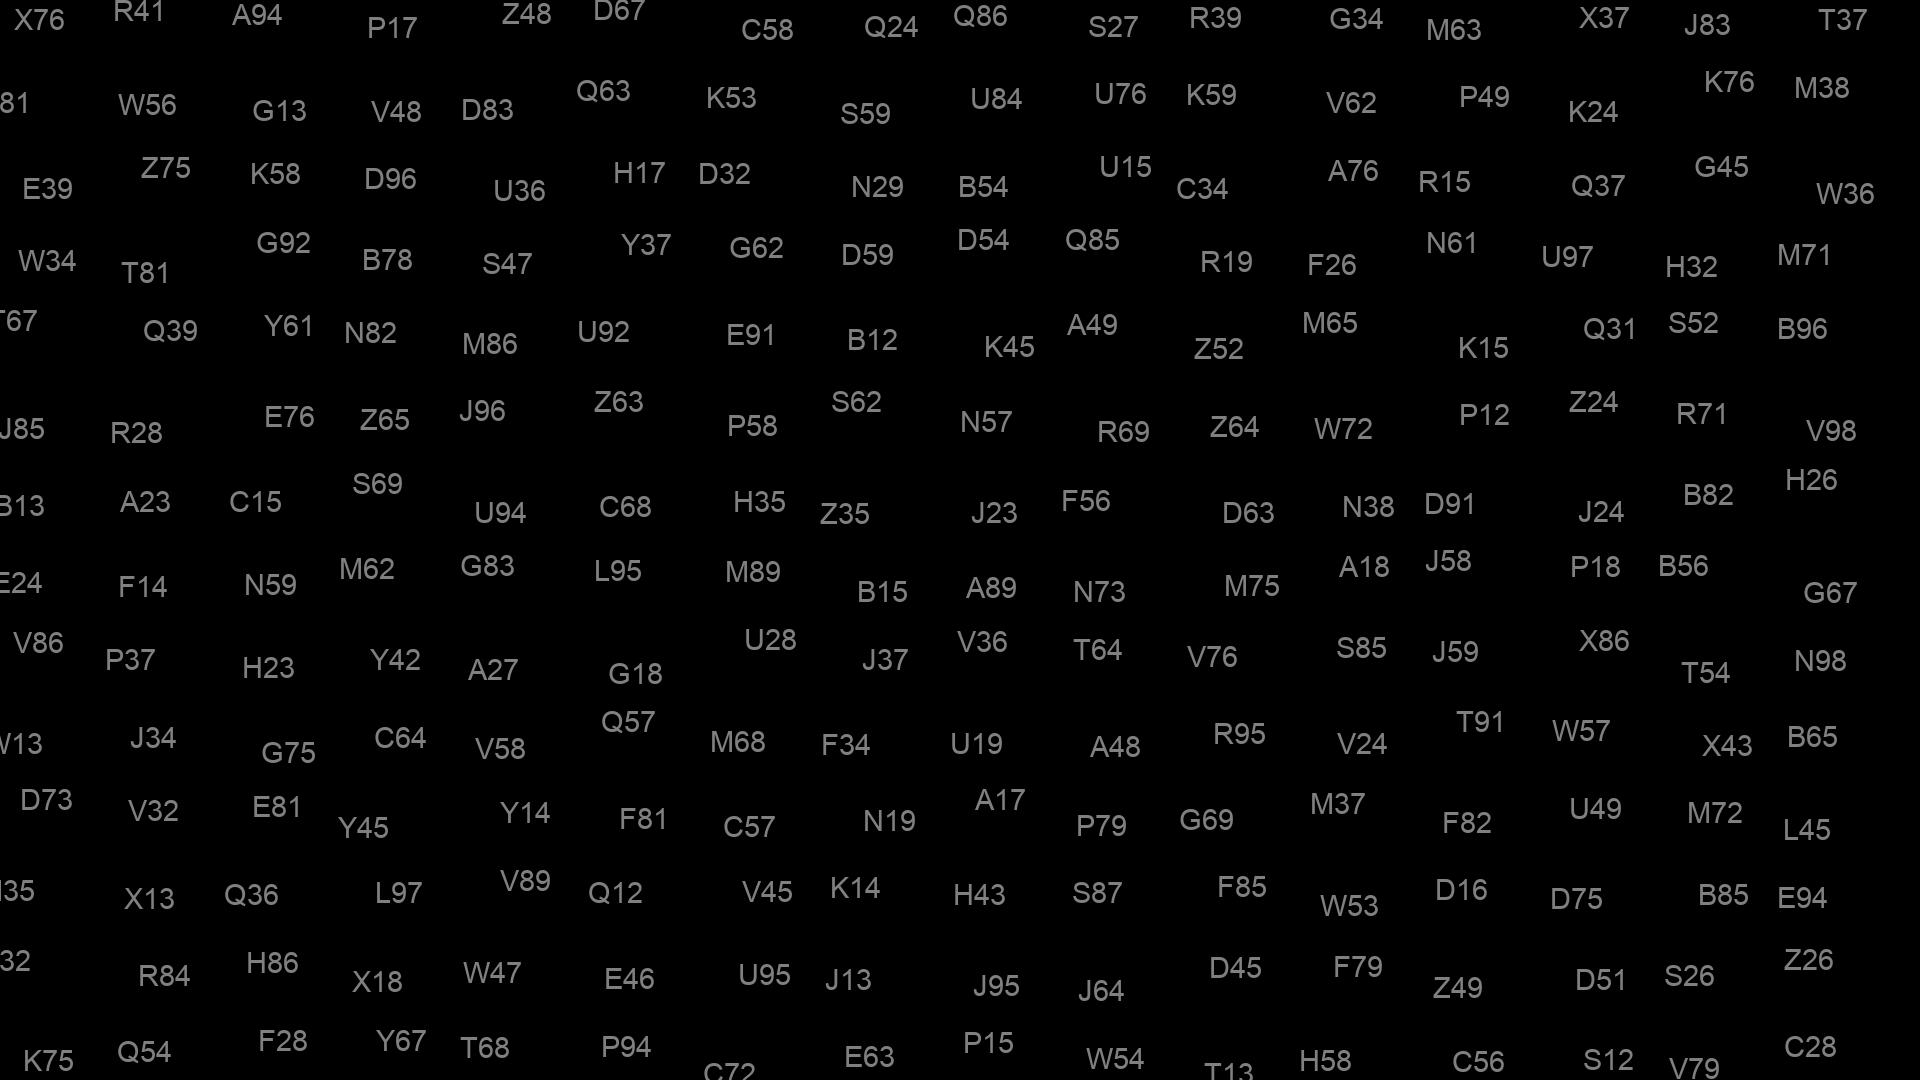 X76 R41 A94 P17 Z48 D67 C58 Q24 Q86 S27 R39 G34 M63 X37 J83 T37
81 W56 G13 V48 D83 Q63 K53 S59 U84 U76 K59 V62 P49 K24 K76 M38
E39 Z75 K58 D96 U36 H17 D32 N29 B54 U15 C34 A76 R15 Q37 G45 W36
W34 T81 G92 B78 S47 Y37 G62 D59 D54 Q85 R19 F26 N61 U97 H32 M71
T67 Q39 Y61 N82 M86 U92 E91 B12 K45 A49 Z52 M65 K15 Q31 S52 B96
J85 R28 E76 Z65 J96 Z63 P58 S62 N57 R69 Z64 W72 P12 Z24 R71 V98
B13 A23 C15 S69 U94 C68 H35 Z35 J23 F56 D63 N38 D91 J24 B82 H26
E24 F14 N59 M62 G83 L95 M89 B15 A89 N73 M75 A18 J58 P18 B56 G67
V86 P37 H23 Y42 A27 G18 U28 J37 V36 T64 V76 S85 J59 X86 T54 N98
W13 J34 G75 C64 V58 Q57 M68 F34 U19 A48 R95 V24 T91 W57 X43 B65
D73 V32 E81 Y45 Y14 F81 C57 N19 A17 P79 G69 M37 F82 U49 M72 L45
35 X13 Q36 L97 V89 Q12 V45 K14 H43 S87 F85 W53 D16 D75 B85 E94
32 R84 H86 X18 W47 E46 U95 J13 J95 J64 D45 F79 Z49 D51 S26 Z26
K75 Q54 F28 Y67 T68 P94 C72 E63 P15 W54 T13 H58 C56 S12 V79 C28